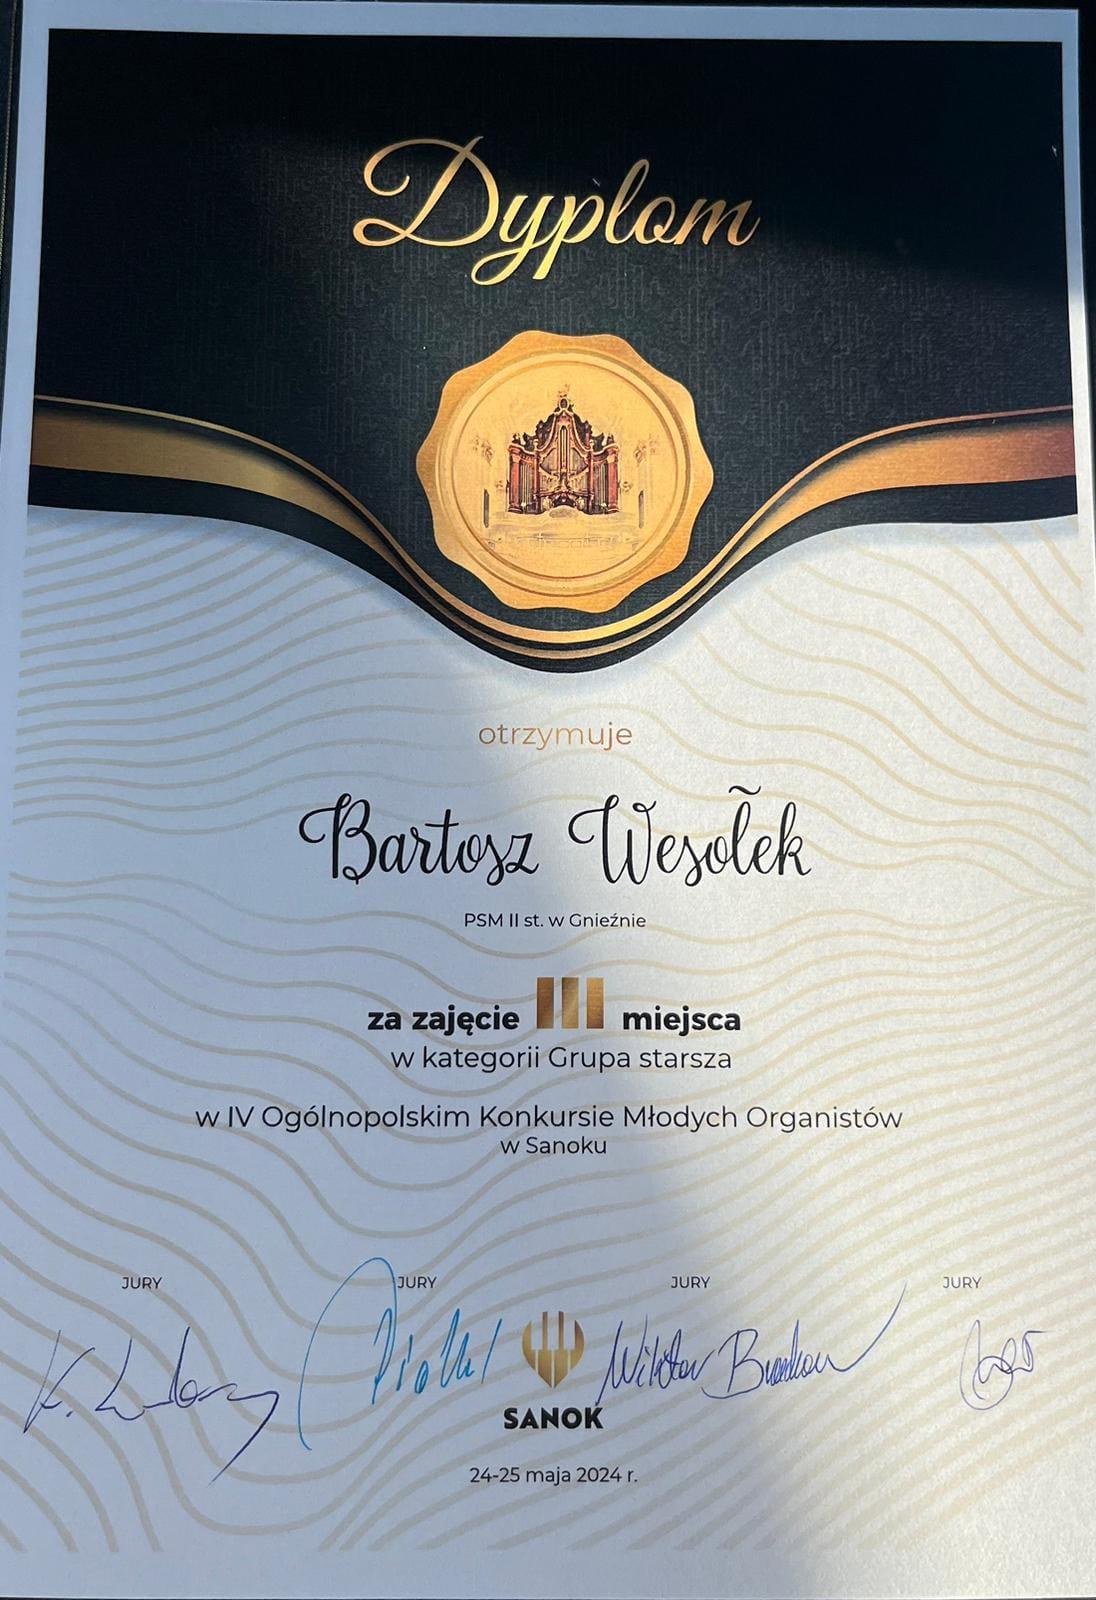 Dyplom
otrzymuje
Bartosz Wesołek
PSM II st. w Gnieźnie
za zajęcie III miejsca
w kategorii Grupa starsza
w IV Ogólnopolskim Konkursie Młodych Organistów
w Sanoku
JURY JURY JURY JURY
Wiktor
SANOK
24-25 maja 2024 r.